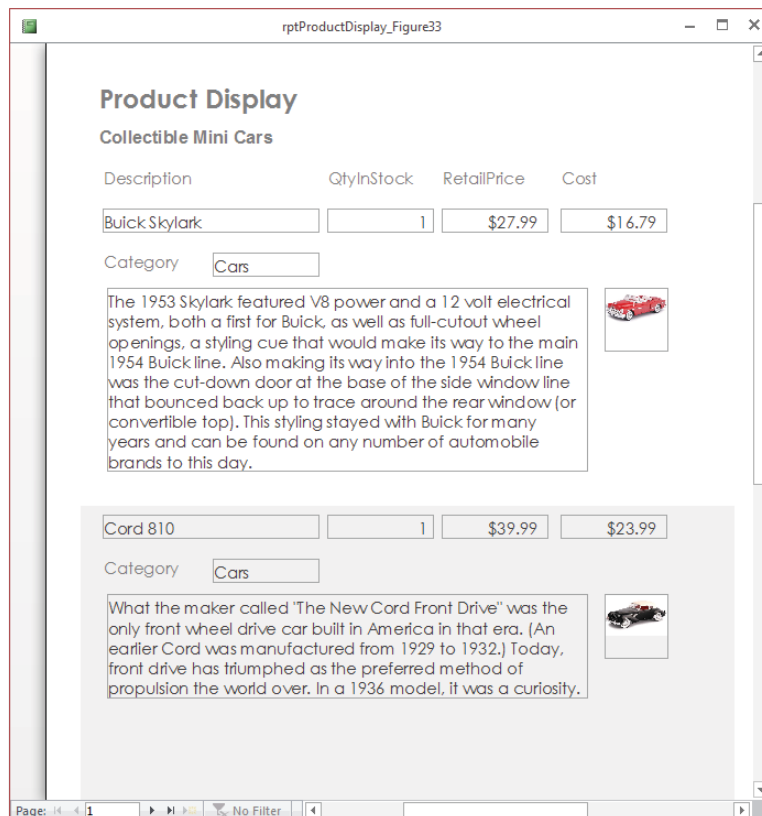 rptProductDisplay_Figure33
Product Display
Collectible Mini Cars
Description QtyInStock RetailPrice Cost
Buick Skylark 1 $27.99 $16.79
Category Cars
The 1953 Skylark featured V8 power and a 12 volt electrical
system, both a first for Buick, as well as full-cutout wheel
openings, a styling cue that would make its way to the main
1954 Buick line. Also making its way into the 1954 Buick line
was the cut-down door at the base of the side window line
that bounced back up to trace around the rear window (or
convertible top). This styling stayed with Buick for many
years and can be found on any number of automobile
brands to this day.
Cord 810 1 $39.99 $23.99
Category Cars
What the maker called "The New Cord Front Drive" was the
only front wheel drive car built in America in that era. (An
earlier Cord was manufactured from 1929 to 1932.) Today,
front drive has triumphed as the preferred method of
propulsion the world over. In a 1936 model, it was a curiosity.
Page: 1 No Filter